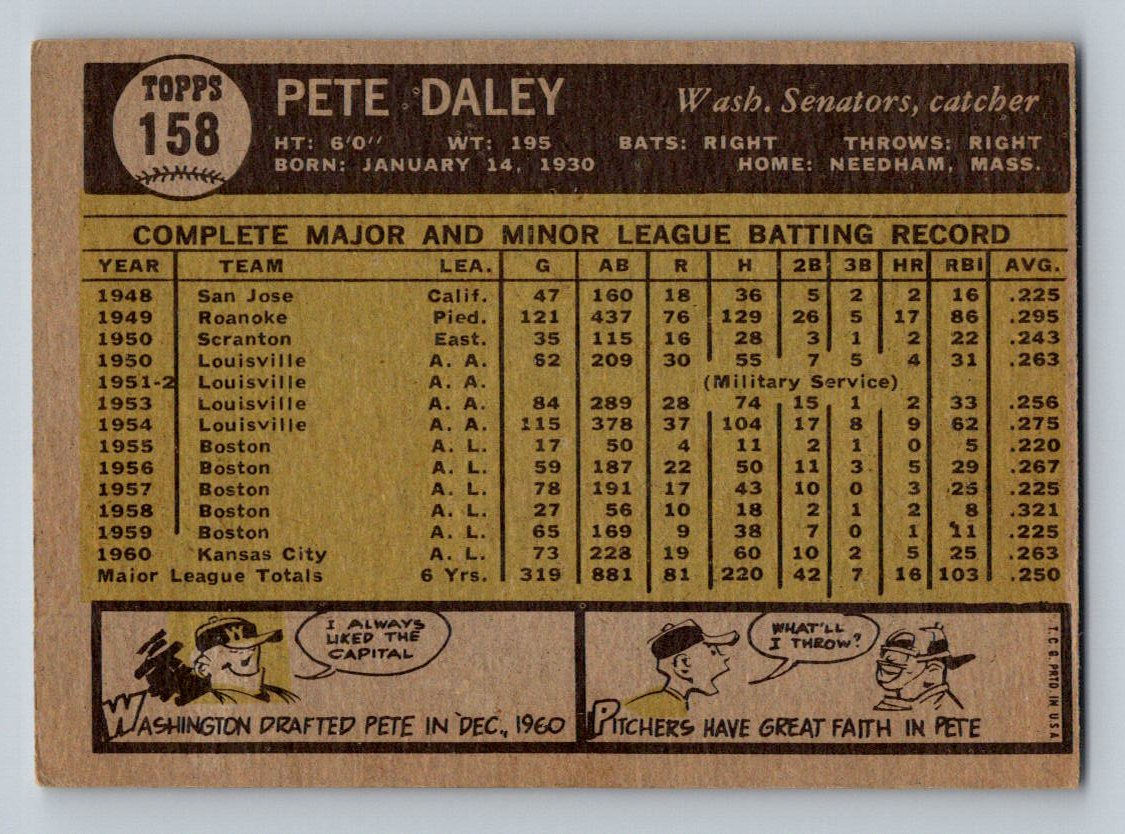 TOPPS
158
PETE DALEY
Wash. Senators, catcher
HT: 6'0" WT: 195 BATS: RIGHT THROWS: RIGHT
BORN: JANUARY 14, 1930 HOME: NEEDHAM, MASS.
COMPLETE MAJOR AND MINOR LEAGUE BATTING RECORD
YEAR TEAM LEA. G AB R H 2B 3B HR RBI AVG.
1948 San Jose Calif. 47 160 18 36 5 2 2 16 .225
1949 Roanoke Pied. 121 437 76 129 26 5 17 86 .295
1950 Scranton East. 35 115 16 28 3 1 2 22 .243
1950 Louisville A. A. 62 209 30 55 7 5 4 31 .263
1951-2 Louisville A. A. (Military Service)
1953 Louisville A. A. 84 289 28 74 15 1 2 33 .256
1954 Louisville A. A. 115 378 37 104 17 8 9 62 .275
1955 Boston A. L. 17 50 4 11 2 1 0 5 .220
1956 Boston A. L. 59 187 22 50 11 3 5 29 .267
1957 Boston A. L. 78 191 17 43 10 0 3 25 .225
1958 Boston A. L. 27 56 10 18 2 1 2 8 .321
1959 Boston A. L. 65 169 9 38 7 0 1 11 .225
1960 Kansas City A. L. 73 228 19 60 10 2 5 25 .263
Major League Totals 6 Yrs. 319 881 81 220 42 7 16 103 .250
W
I ALWAYS
LIKED THE
CAPITAL
WASHINGTON DRAFTED PETE IN DEC., 1960
WHAT'LL
I THROW?
PITCHERS HAVE GREAT FAITH IN PETE
T. C. G. PRTD. IN U.S.A.